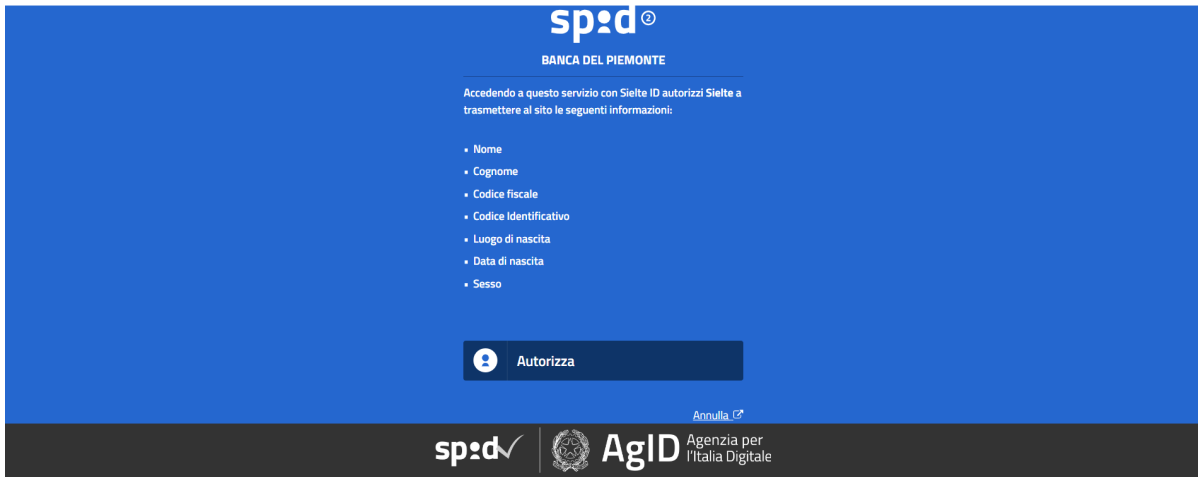 spid 2
BANCA DEL PIEMONTE
Accedendo a questo servizio con Sielte ID autorizzi Sielte a
trasmettere al sito le seguenti informazioni:
▪ Nome
▪ Cognome
▪ Codice fiscale
▪ Codice Identificativo
▪ Luogo di nascita
▪ Data di nascita
▪ Sesso
Autorizza
Annulla
spid AgID Agenzia per
l'Italia Digitale